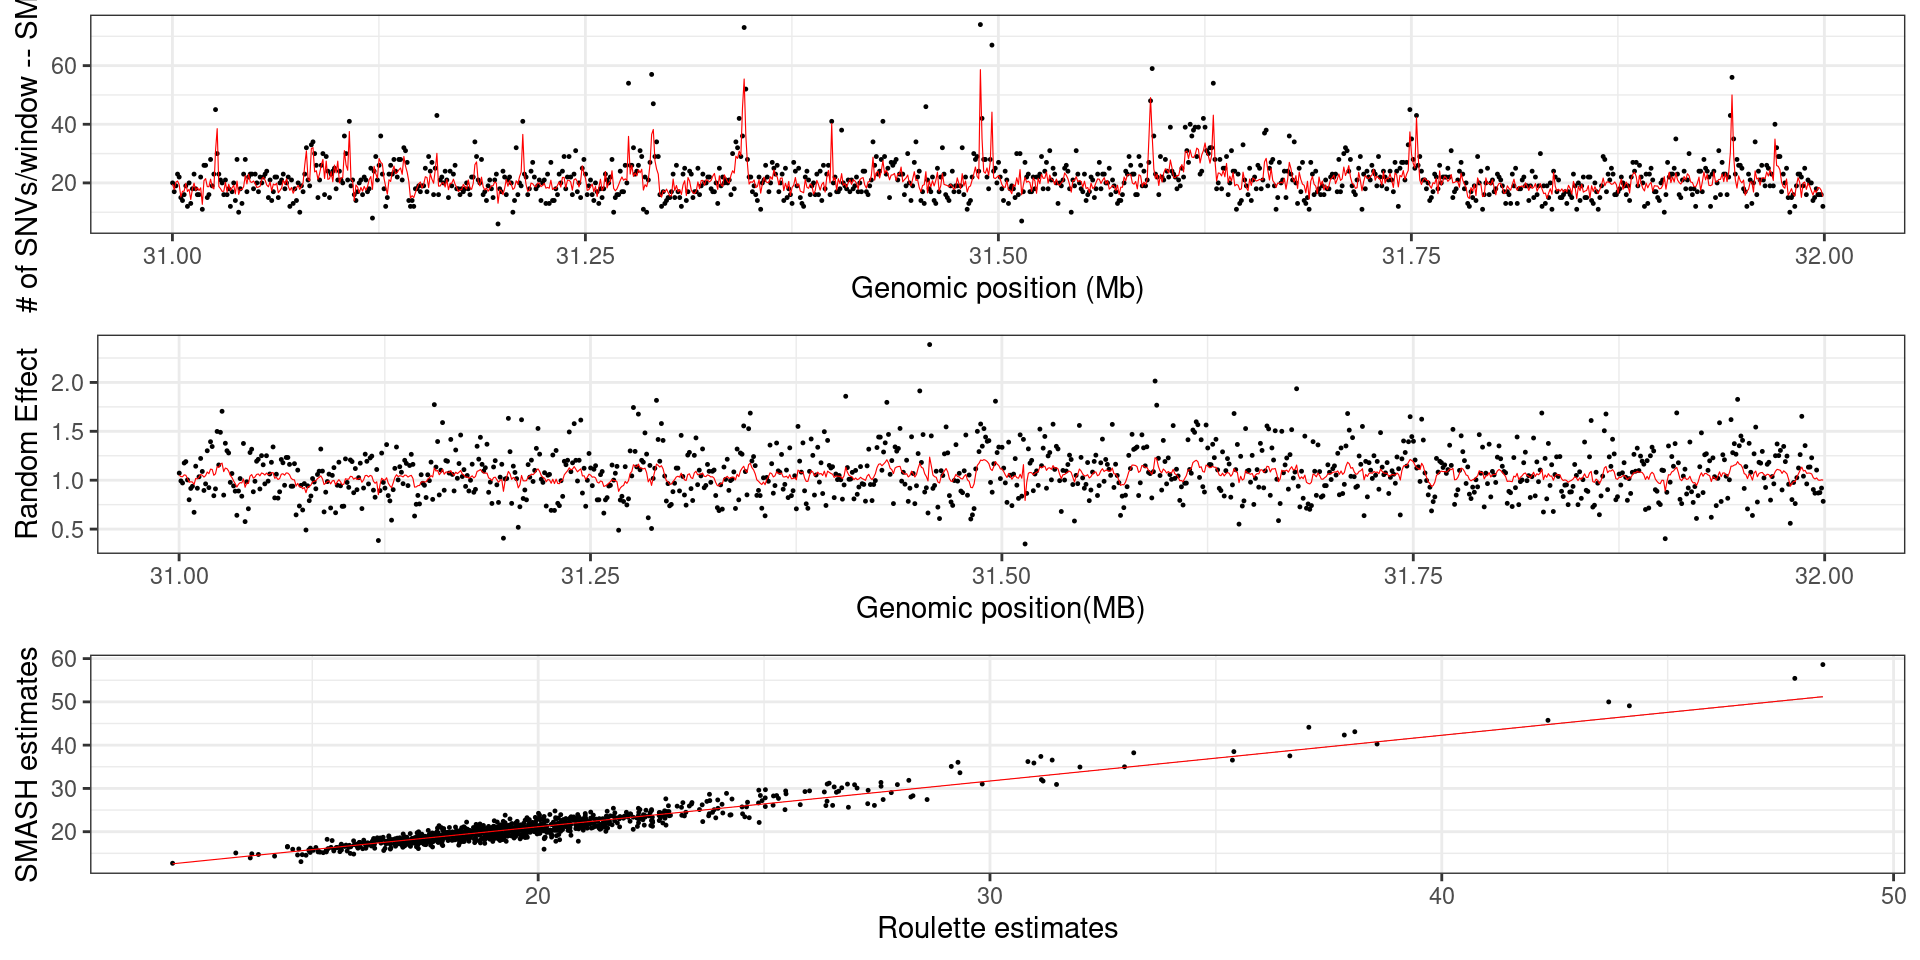 # of SNVs/window -- SM
60
40
20
31.00 31.25 31.50 31.75 32.00
Genomic position (Mb)
Random Effect
2.0
1.5
1.0
0.5
31.00 31.25 31.50 31.75 32.00
Genomic position(MB)
SMASH estimates
60
50
40
30
20
20 30 40 50
Roulette estimates